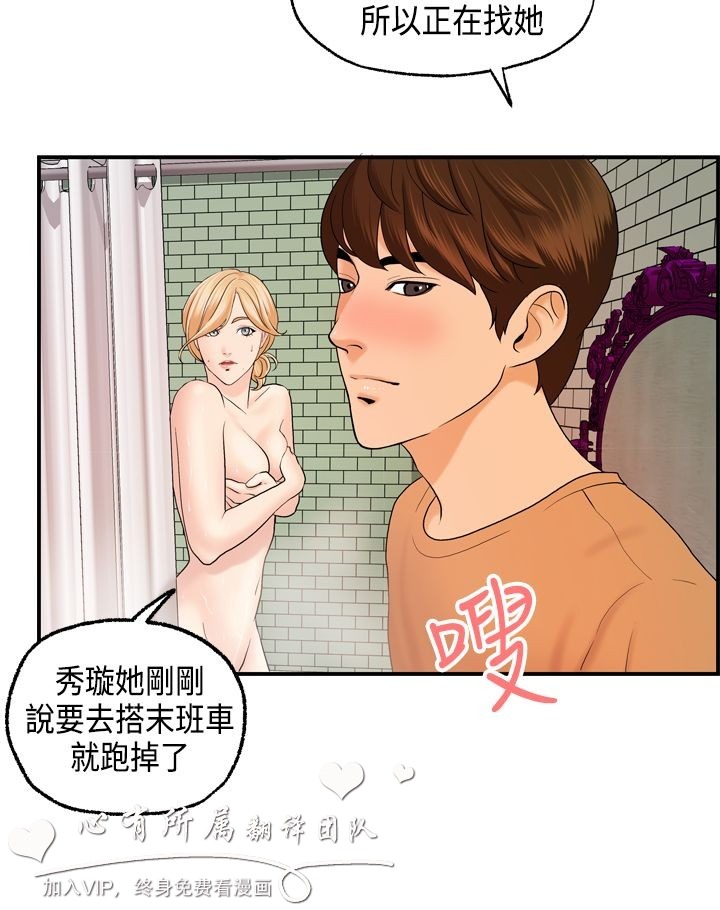 所以正在找她
嗖
秀璇她剛剛
說要去搭末班車
就跑掉了
心有所属翻译团队
加入VIP，终身免费看漫画